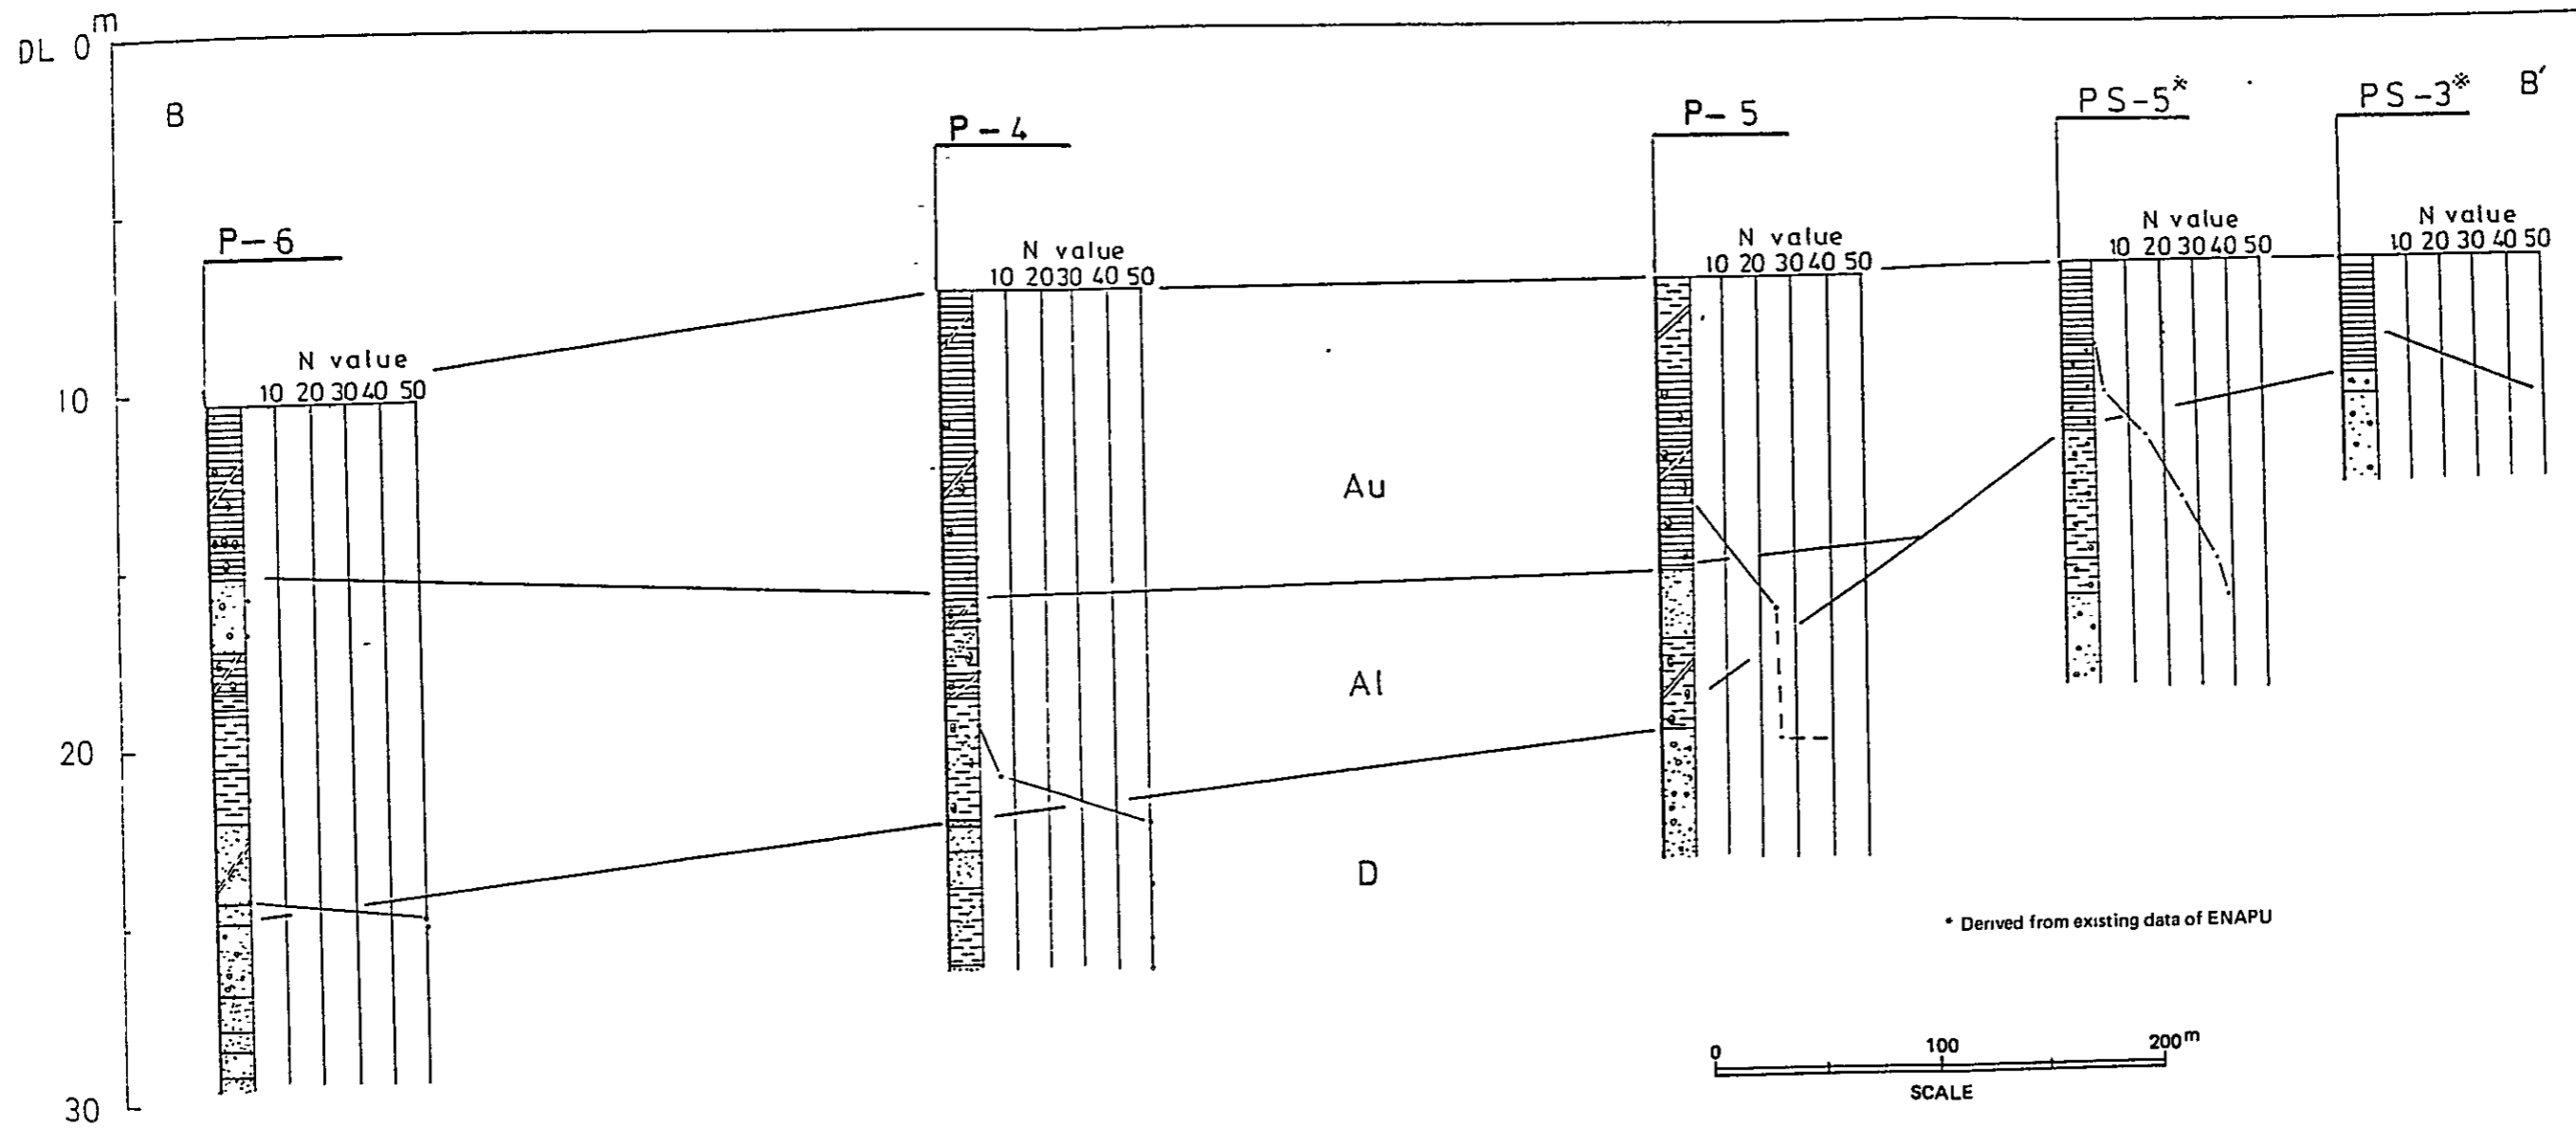 DL 0 m
B
B′
P-6
P-4
P-5
PS-5※
PS-3※
N value
10 20 30 40 50
N value
10 20 30 40 50
N value
10 20 30 40 50
N value
10 20 30 40 50
N value
10 20 30 40 50
10
Au
Al
20
D
* Derived from existing data of ENAPU
0 100 200m
SCALE
30